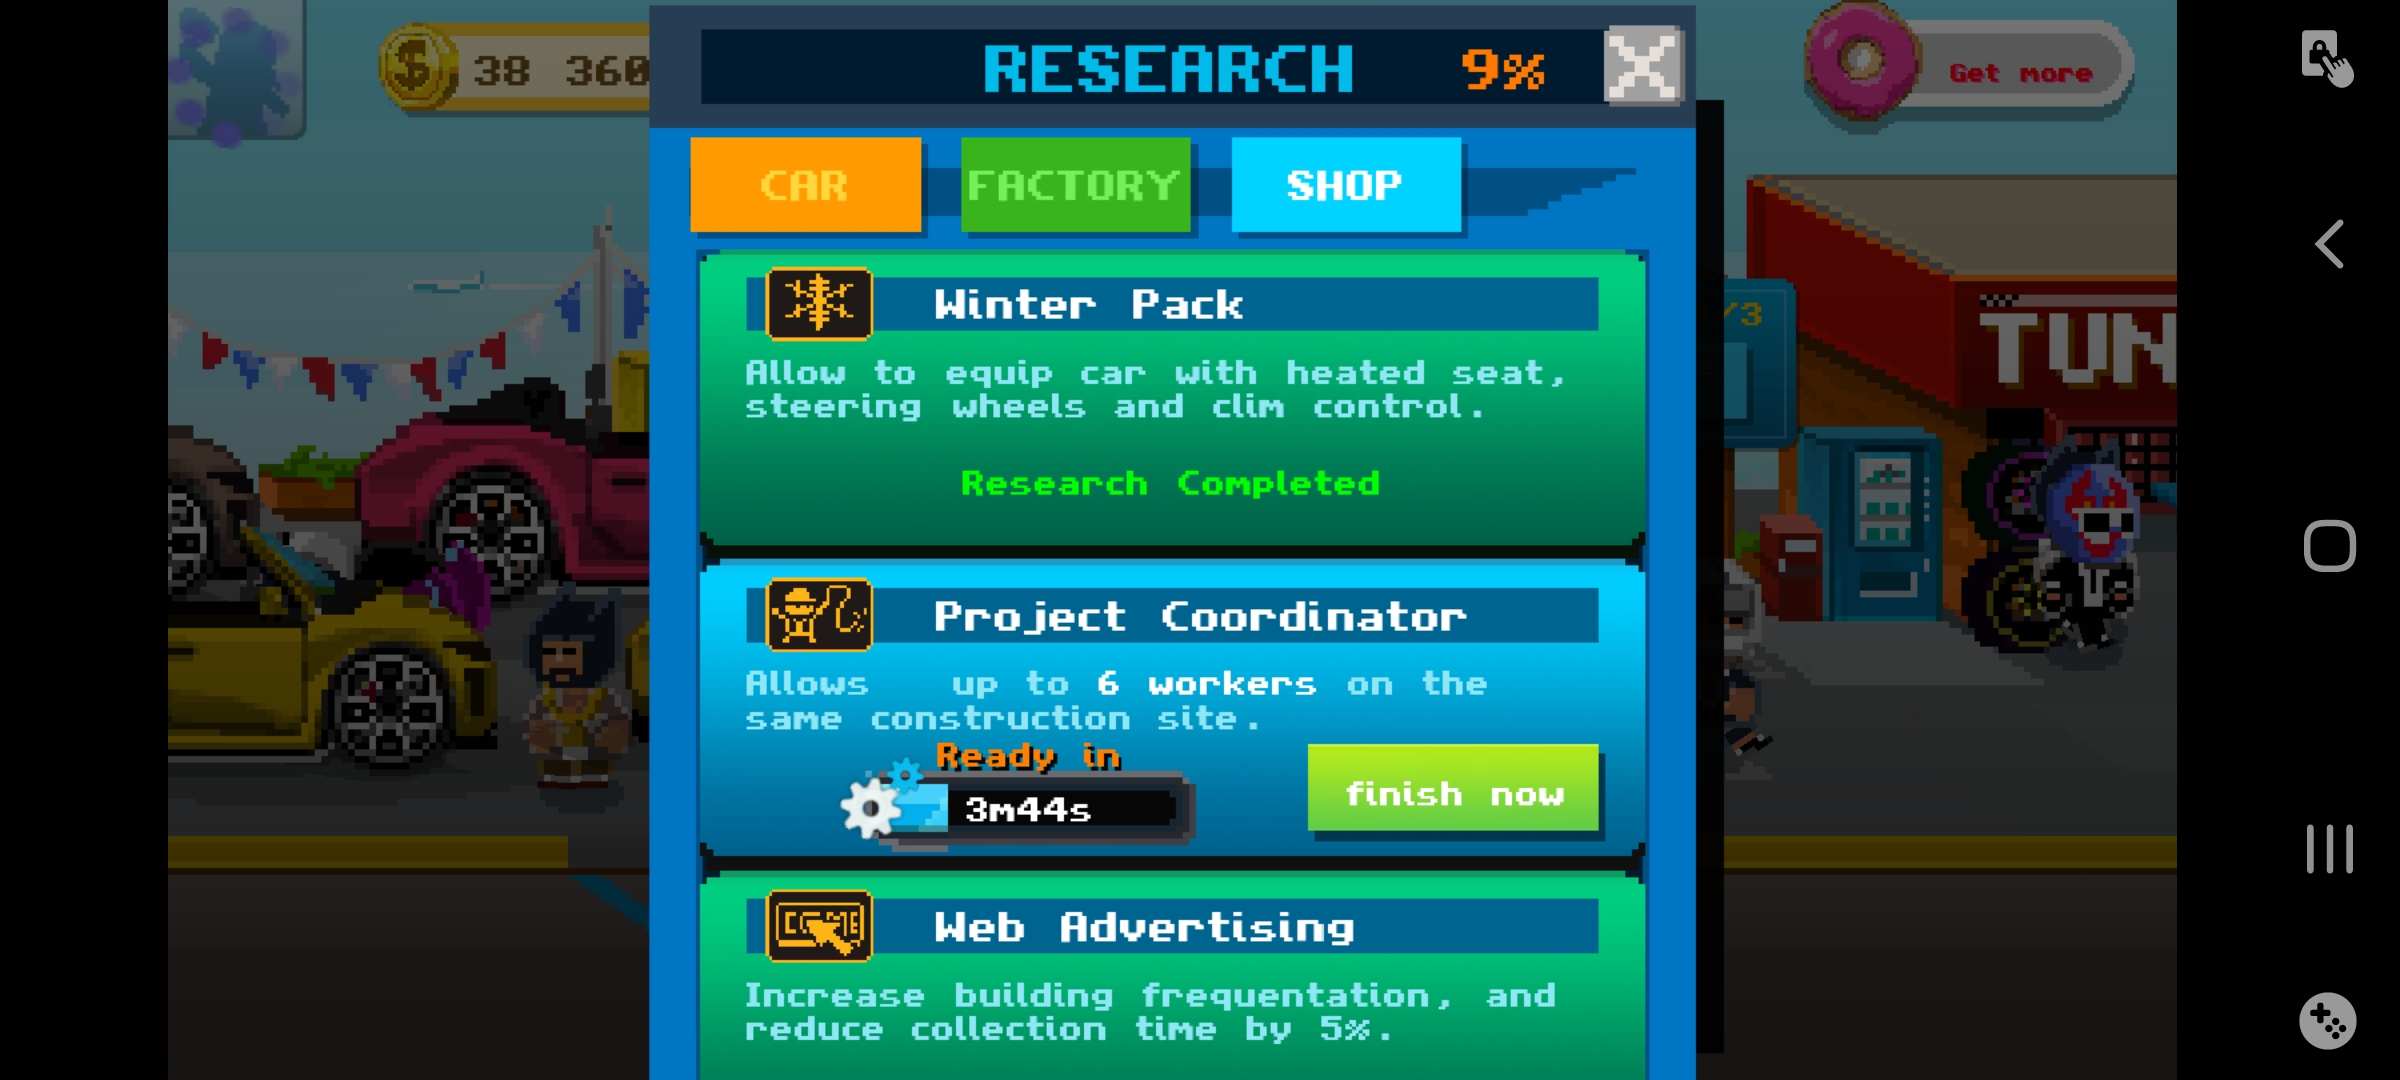 38 360
RESEARCH 9%
Get more
CAR FACTORY SHOP
Winter Pack
Allow to equip car with heated seat,
steering wheels and clim control.
Research Completed
/3
TUN
Project Coordinator
Allows up to 6 workers on the
same construction site.
Ready in
3m44s
finish now
Web Advertising
Increase building frequentation, and
reduce collection time by 5%.